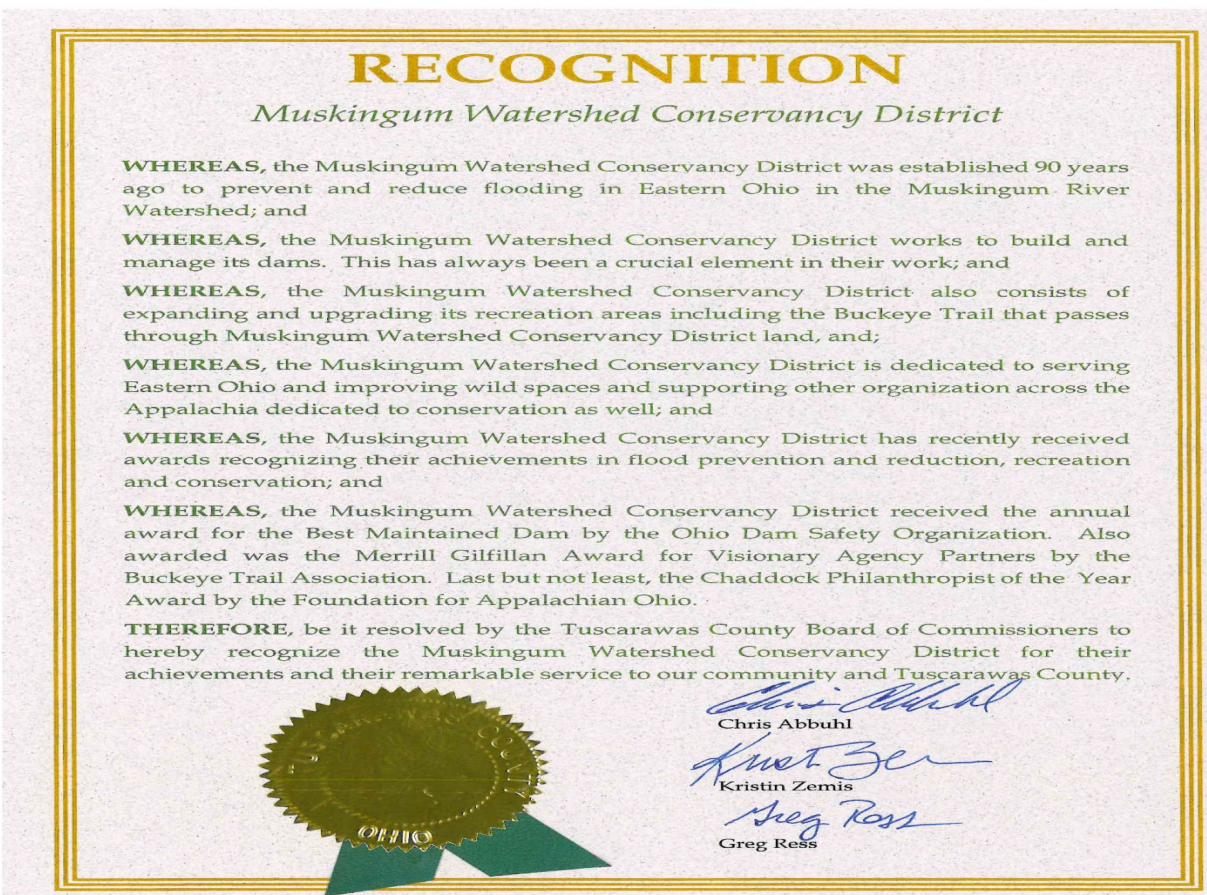 RECOGNITION
Muskingum Watershed Conservancy District
WHEREAS, the Muskingum Watershed Conservancy District was established 90 years
ago to prevent and reduce flooding in Eastern Ohio in the Muskingum River
Watershed; and
WHEREAS, the Muskingum Watershed Conservancy District works to build and
manage its dams. This has always been a crucial element in their work; and
WHEREAS, the Muskingum Watershed Conservancy District also consists of
expanding and upgrading its recreation areas including the Buckeye Trail that passes
through Muskingum Watershed Conservancy District land, and;
WHEREAS, the Muskingum Watershed Conservancy District is dedicated to serving
Eastern Ohio and improving wild spaces and supporting other organization across the
Appalachia dedicated to conservation as well; and
WHEREAS, the Muskingum Watershed Conservancy District has recently received
awards recognizing their achievements in flood prevention and reduction, recreation
and conservation; and
WHEREAS, the Muskingum Watershed Conservancy District received the annual
award for the Best Maintained Dam by the Ohio Dam Safety Organization. Also
awarded was the Merrill Gilfillan Award for Visionary Agency Partners by the
Buckeye Trail Association. Last but not least, the Chaddock Philanthropist of the Year
Award by the Foundation for Appalachian Ohio.
THEREFORE, be it resolved by the Tuscarawas County Board of Commissioners to
hereby recognize the Muskingum Watershed Conservancy District for their
achievements and their remarkable service to our community and Tuscarawas County.
Chris Abbuhl
Chris Abbuhl
Kristin Zemis
Greg Ress
Greg Ress
COUNTY
OHIO